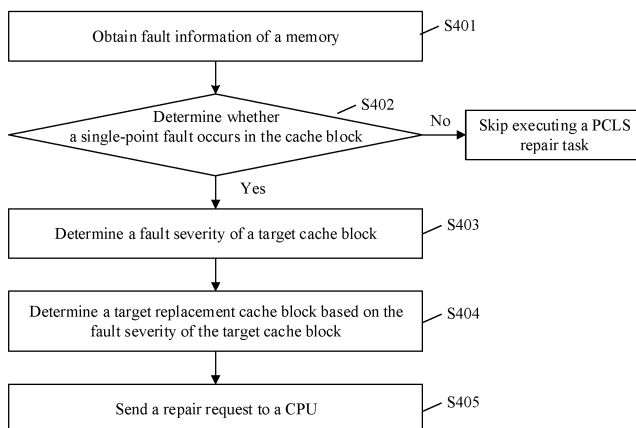 Obtain fault information of a memory
S401
Determine whether
a single-point fault occurs in the cache block
S402
No
Skip executing a PCLS
repair task
Yes
Determine a fault severity of a target cache block
S403
Determine a target replacement cache block based on the
fault severity of the target cache block
S404
Send a repair request to a CPU
S405